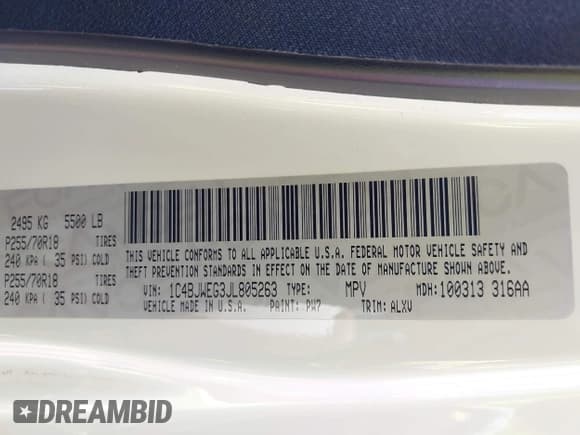 2495 KG 5500 LB
P255/70R18 TIRES
240 KPA ( 35 PSI) COLD
P255/70R18 TIRES
240 KPA ( 35 PSI) COLD
THIS VEHICLE CONFORMS TO ALL APPLICABLE U.S.A. FEDERAL MOTOR VEHICLE SAFETY AND
THEFT PREVENTION STANDARDS IN EFFECT ON THE DATE OF MANUFACTURE SHOWN ABOVE.
VIN: 1C4BJWEG3JL805263 TYPE: MPV MDH: 100313 316AA
VEHICLE MADE IN U.S.A. PAINT: PW7 TRIM: ALXV
DREAMBID